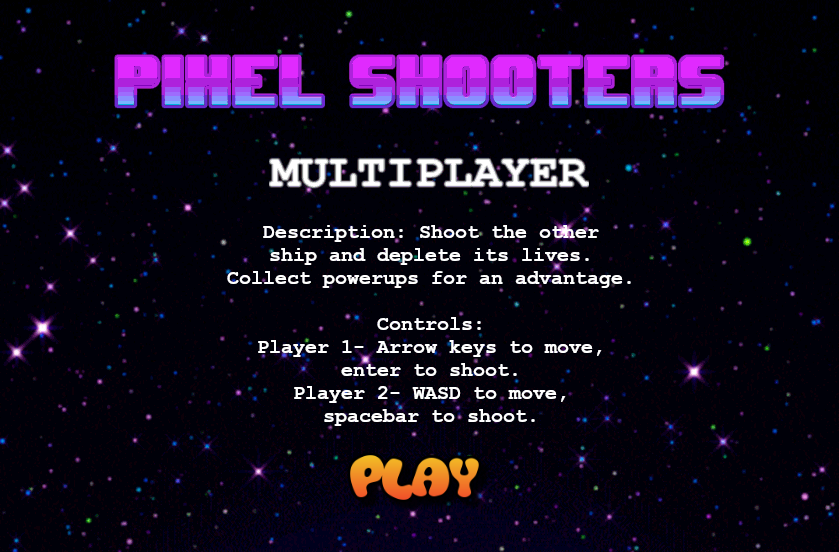 PIXEL SHOOTERS
MULTIPLAYER
Description: Shoot the other
ship and deplete its lives.
Collect powerups for an advantage.
Controls:
Player 1- Arrow keys to move,
enter to shoot.
Player 2- WASD to move,
spacebar to shoot.
PLAY